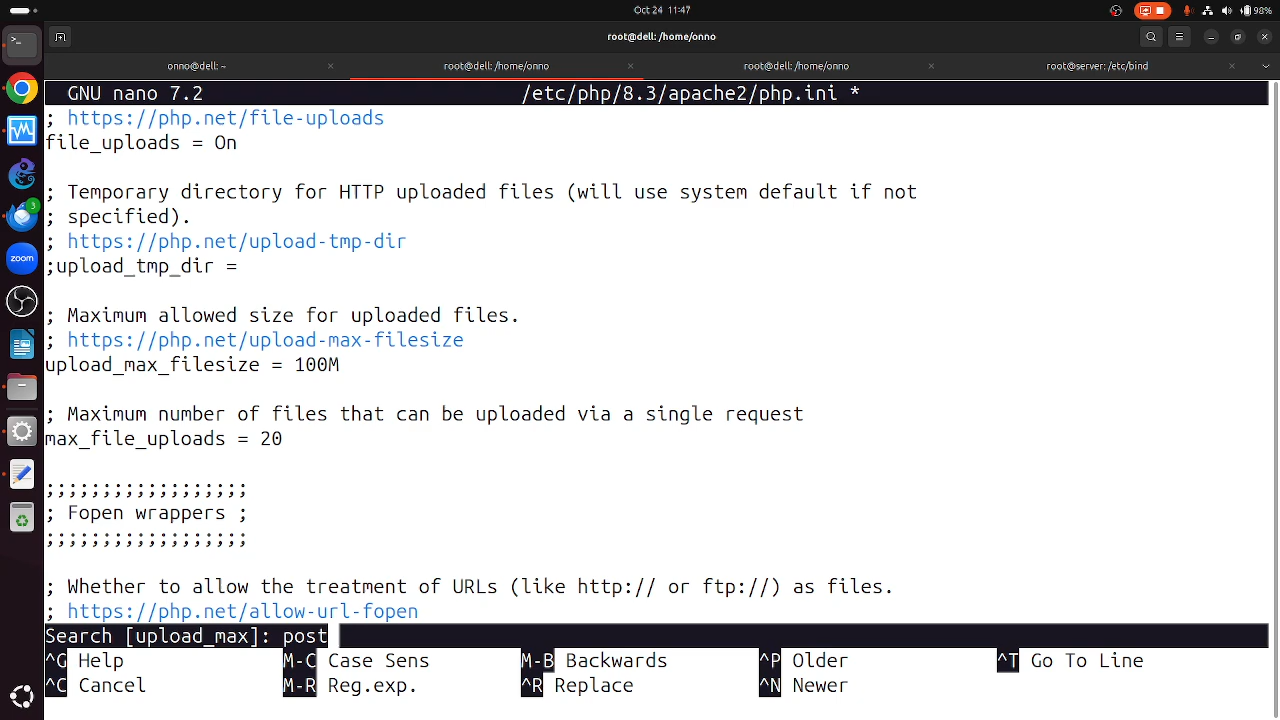 Oct 24 11:47
98%
root@dell: /home/onno
onno@dell: ~
root@dell: /home/onno
root@dell: /home/onno
root@server: /etc/bind
GNU nano 7.2 /etc/php/8.3/apache2/php.ini *
; https://php.net/file-uploads
file_uploads = On
; Temporary directory for HTTP uploaded files (will use system default if not
; specified).
; https://php.net/upload-tmp-dir
;upload_tmp_dir =
; Maximum allowed size for uploaded files.
; https://php.net/upload-max-filesize
upload_max_filesize = 100M
; Maximum number of files that can be uploaded via a single request
max_file_uploads = 20
;;;;;;;;;;;;;;;;;;
; Fopen wrappers ;
;;;;;;;;;;;;;;;;;;
; Whether to allow the treatment of URLs (like http:// or ftp://) as files.
; https://php.net/allow-url-fopen
Search [upload_max]: post
^G Help M-C Case Sens M-B Backwards ^P Older ^T Go To Line
^C Cancel M-R Reg.exp. ^R Replace ^N Newer
3
zoom